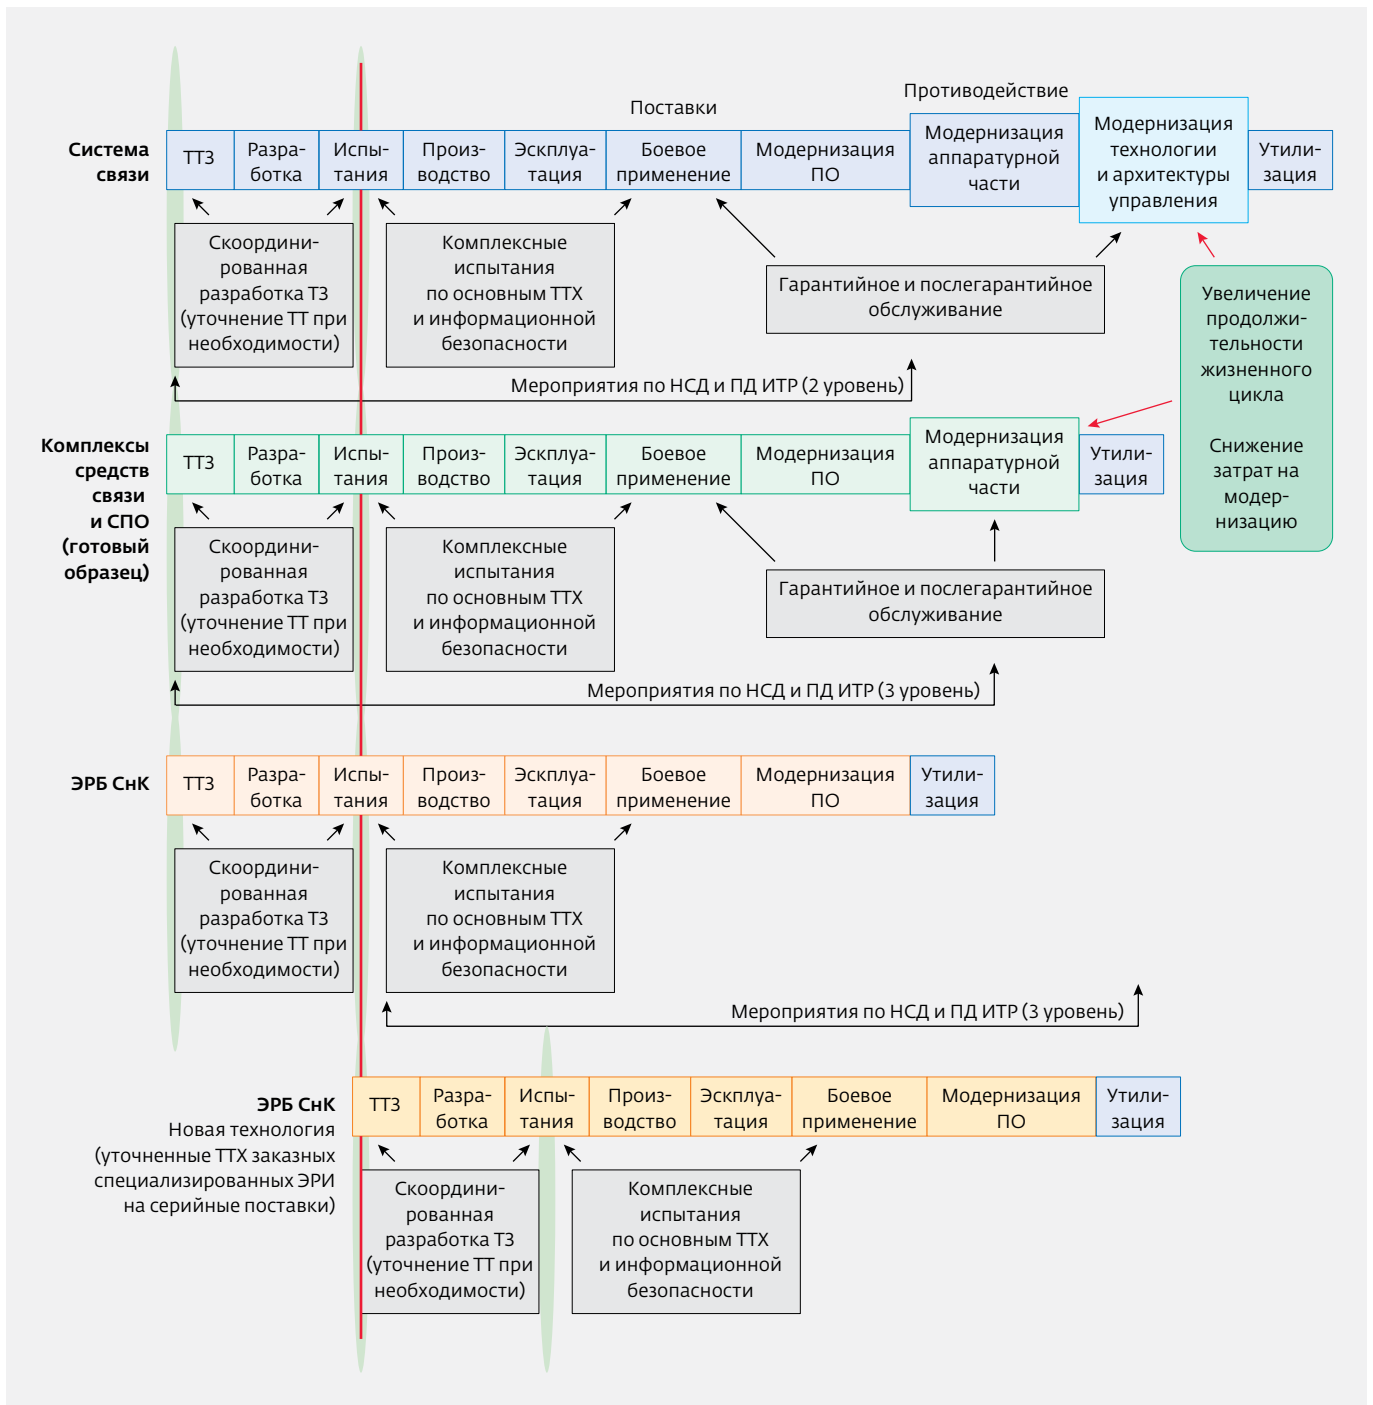 Поставки
Противодействие
Система
связи
ТТЗ
Разра-
ботка
Испы-
тания
Произ-
водство
Эскплуа-
тация
Боевое
применение
Модернизация
ПО
Модернизация
аппаратурной
части
Модернизация
технологии
и архитектуры
управления
Утили-
зация
Скоордини-
рованная
разработка ТЗ
(уточнение ТТ при
необходимости)
Комплексные
испытания
по основным ТТХ
и информационной
безопасности
Гарантийное и послегарантийное
обслуживание
Увеличение
продолжи-
тельности
жизненного
цикла
Снижение
затрат на
модер-
низацию
Мероприятия по НСД и ПД ИТР (2 уровень)
Комплексы
средств
связи
и СПО
(готовый
образец)
ТТЗ
Разра-
ботка
Испы-
тания
Произ-
водство
Эскплуа-
тация
Боевое
применение
Модернизация
ПО
Модернизация
аппаратурной
части
Утили-
зация
Скоордини-
рованная
разработка ТЗ
(уточнение ТТ при
необходимости)
Комплексные
испытания
по основным ТТХ
и информационной
безопасности
Гарантийное и послегарантийное
обслуживание
Мероприятия по НСД и ПД ИТР (3 уровень)
ЭРБ СнК
ТТЗ
Разра-
ботка
Испы-
тания
Произ-
водство
Эскплуа-
тация
Боевое
применение
Модернизация
ПО
Утили-
зация
Скоордини-
рованная
разработка ТЗ
(уточнение ТТ при
необходимости)
Комплексные
испытания
по основным ТТХ
и информационной
безопасности
Мероприятия по НСД и ПД ИТР (3 уровень)
ЭРБ СнК
Новая технология
(уточненные ТТХ заказных
специализированных ЭРИ
на серийные поставки)
ТТЗ
Разра-
ботка
Испы-
тания
Произ-
водство
Эскплуа-
тация
Боевое
применение
Модернизация
ПО
Утили-
зация
Скоордини-
рованная
разработка ТЗ
(уточнение ТТ при
необходимости)
Комплексные
испытания
по основным ТТХ
и информационной
безопасности